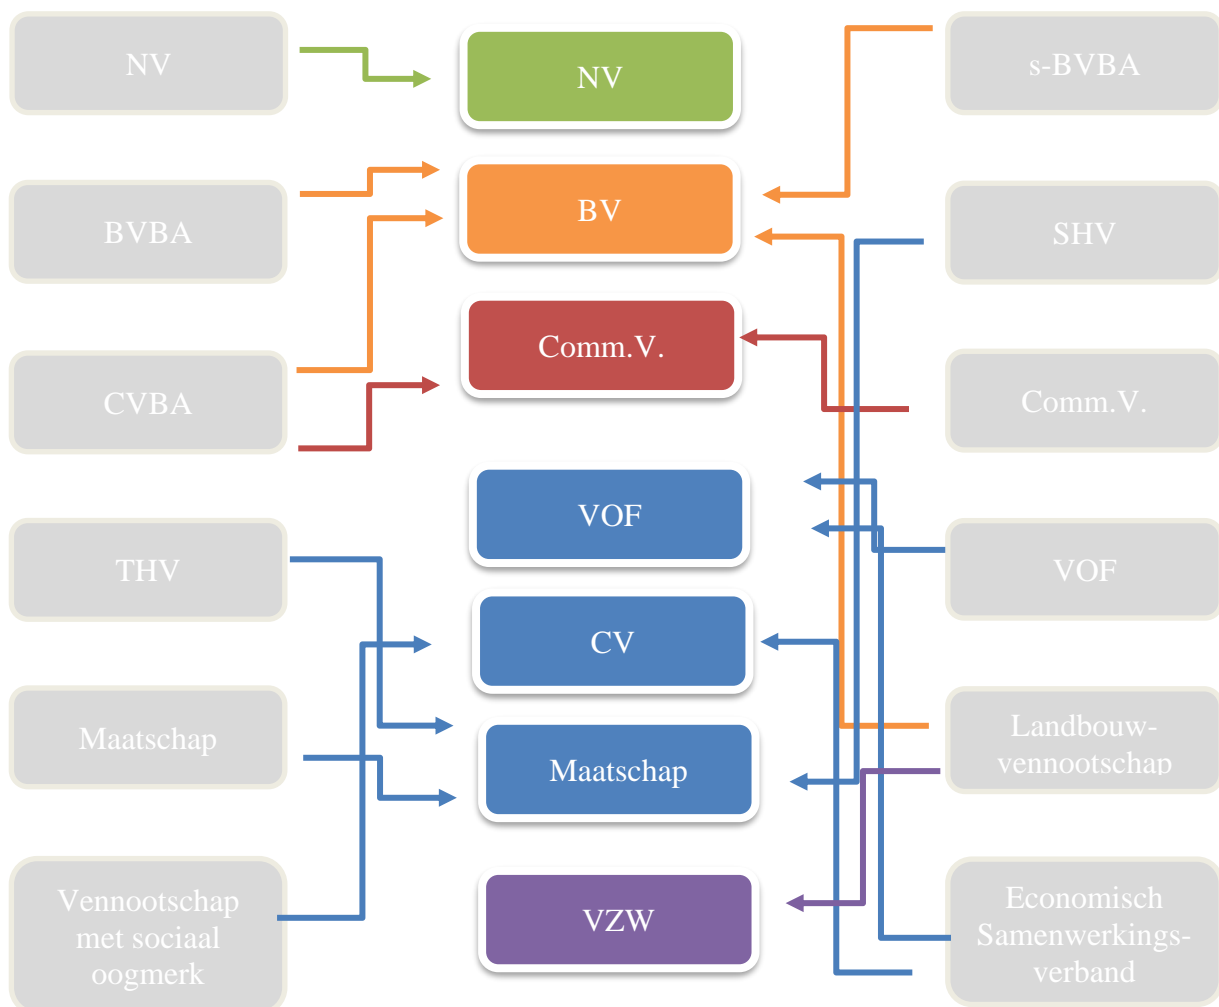 NV
BVBA
CVBA
THV
Maatschap
Vennootschap
met sociaal
oogmerk
NV
BV
Comm.V.
VOF
CV
Maatschap
VZW
s-BVBA
SHV
Comm.V.
VOF
Landbouw-
vennootschap
Economisch
Samenwerkings-
verband